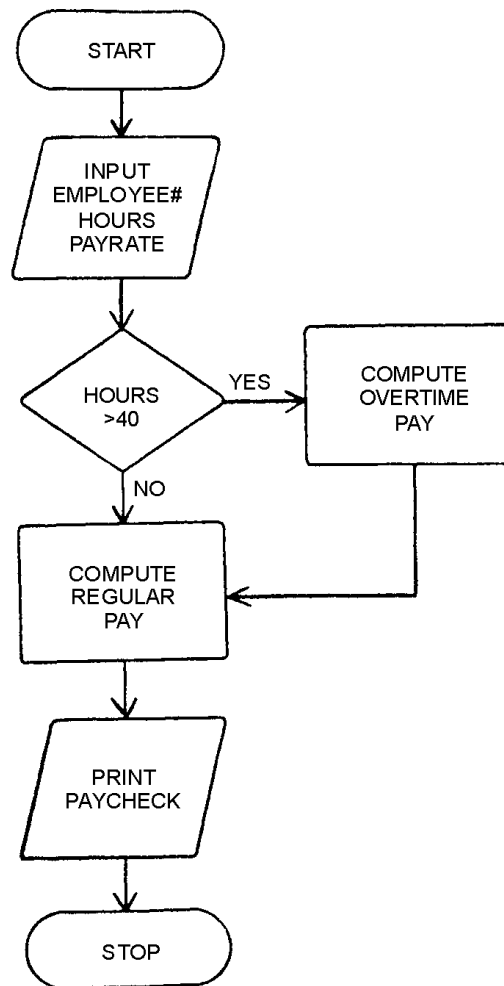 START
INPUT
EMPLOYEE#
HOURS
PAYRATE
HOURS
>40
YES
COMPUTE
OVERTIME
PAY
NO
COMPUTE
REGULAR
PAY
PRINT
PAYCHECK
STOP